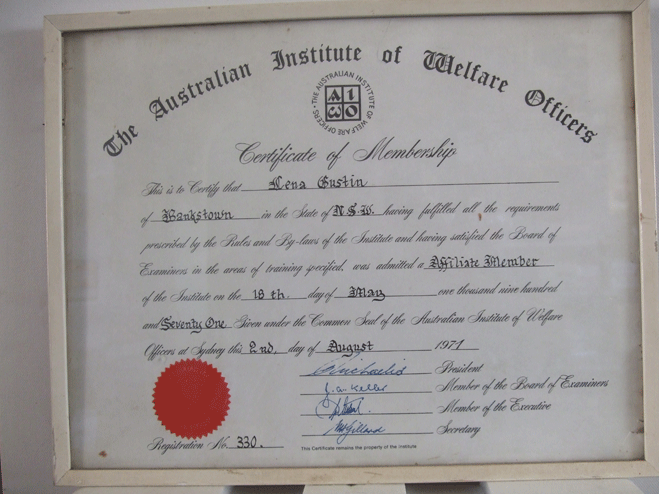 The Australian Institute of Welfare Officers
THE AUSTRALIAN INSTITUTE OF WELFARE OFFICERS
AIWO
Certificate of Membership
This is to Certify that Lena Gustin
of Bankstown in the State of N.S.W. having fulfilled all the requirements
prescribed by the Rules and By-laws of the Institute and having satisfied the Board of
Examiners in the areas of training specified, was admitted a Affiliate Member
of the Institute on the 18th. day of May one thousand nine hundred
and Seventy One. Given under the Common Seal of the Australian Institute of Welfare
Officers at Sydney this 2nd. day of August 1971
President
J. A. Keller Member of the Board of Examiners
Member of the Executive
Secretary
Registration No. 330.
This Certificate remains the property of the Institute